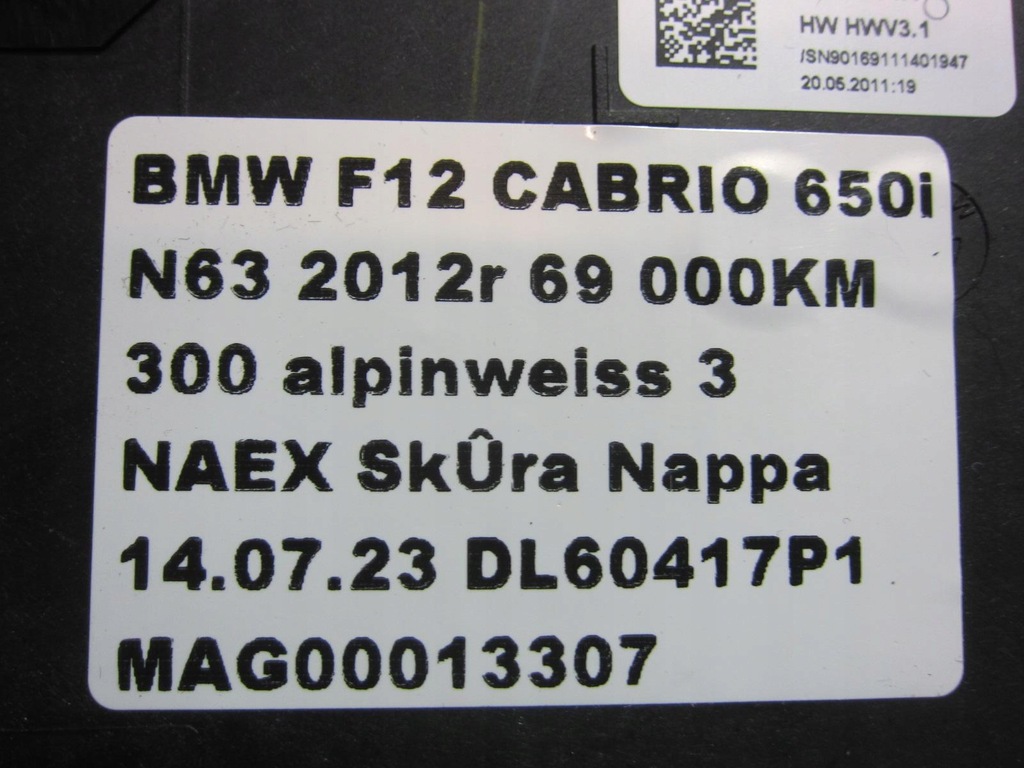 HW HWV3.1
/SN90169111401947
20.05.2011:19
BMW F12 CABRIO 650i
N63 2012r 69 000KM
300 alpinweiss 3
NAEX SkÛra Nappa
14.07.23 DL60417P1
MAG00013307